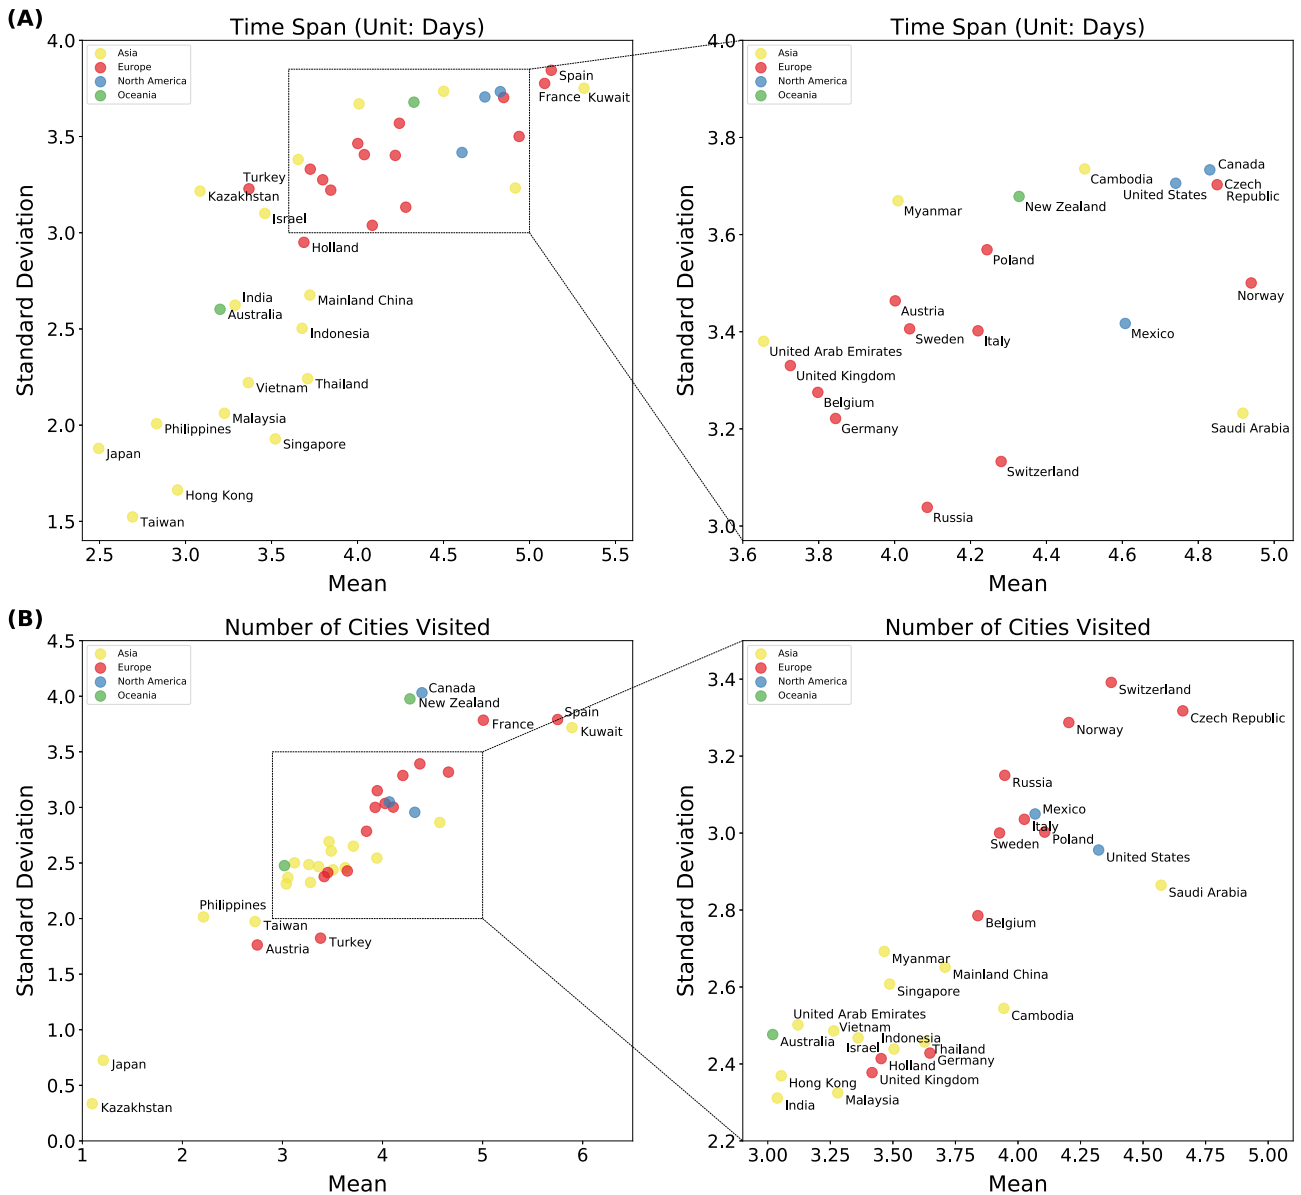 (A)
Time Span (Unit: Days)
Asia
Europe
North America
Oceania
4.0
3.5
3.0
2.5
2.0
1.5
Standard Deviation
Spain
France
Kuwait
Turkey
Kazakhstan
Israel
Holland
India
Australia
Mainland China
Indonesia
Vietnam
Thailand
Malaysia
Philippines
Singapore
Japan
Hong Kong
Taiwan
2.5 3.0 3.5 4.0 4.5 5.0 5.5
Mean
Time Span (Unit: Days)
Asia
Europe
North America
Oceania
4.0
3.8
3.6
3.4
3.2
3.0
Standard Deviation
Canada
Cambodia
United States
Czech
Republic
Myanmar
New Zealand
Poland
Norway
Austria
Sweden
Italy
Mexico
United Arab Emirates
United Kingdom
Belgium
Germany
Saudi Arabia
Switzerland
Russia
3.6 3.8 4.0 4.2 4.4 4.6 4.8 5.0
Mean
(B)
Number of Cities Visited
Asia
Europe
North America
Oceania
4.5
4.0
3.5
3.0
2.5
2.0
1.5
1.0
0.5
0.0
Standard Deviation
Canada
New Zealand
Spain
France
Kuwait
Philippines
Taiwan
Austria
Turkey
Japan
Kazakhstan
1 2 3 4 5 6
Mean
Number of Cities Visited
Asia
Europe
North America
Oceania
3.4
3.2
3.0
2.8
2.6
2.4
2.2
Standard Deviation
Switzerland
Czech Republic
Norway
Russia
Mexico
Italy
Sweden
Poland
United States
Saudi Arabia
Belgium
Myanmar
Mainland China
Singapore
Cambodia
United Arab Emirates
Vietnam
Australia
Israel
Indonesia
Thailand
Holland
Germany
Hong Kong
United Kingdom
India
Malaysia
3.00 3.25 3.50 3.75 4.00 4.25 4.50 4.75 5.00
Mean